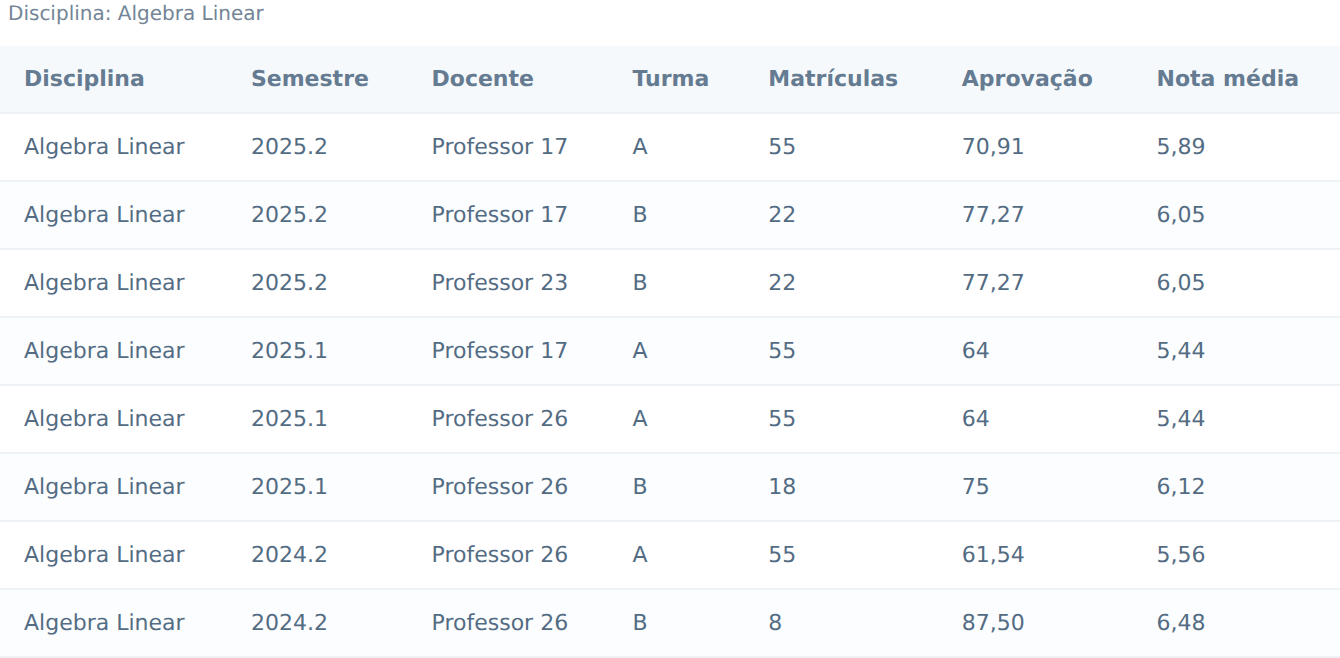 Disciplina: Algebra Linear
Disciplina Semestre Docente Turma Matrículas Aprovação Nota média
Algebra Linear 2025.2 Professor 17 A 55 70,91 5,89
Algebra Linear 2025.2 Professor 17 B 22 77,27 6,05
Algebra Linear 2025.2 Professor 23 B 22 77,27 6,05
Algebra Linear 2025.1 Professor 17 A 55 64 5,44
Algebra Linear 2025.1 Professor 26 A 55 64 5,44
Algebra Linear 2025.1 Professor 26 B 18 75 6,12
Algebra Linear 2024.2 Professor 26 A 55 61,54 5,56
Algebra Linear 2024.2 Professor 26 B 8 87,50 6,48